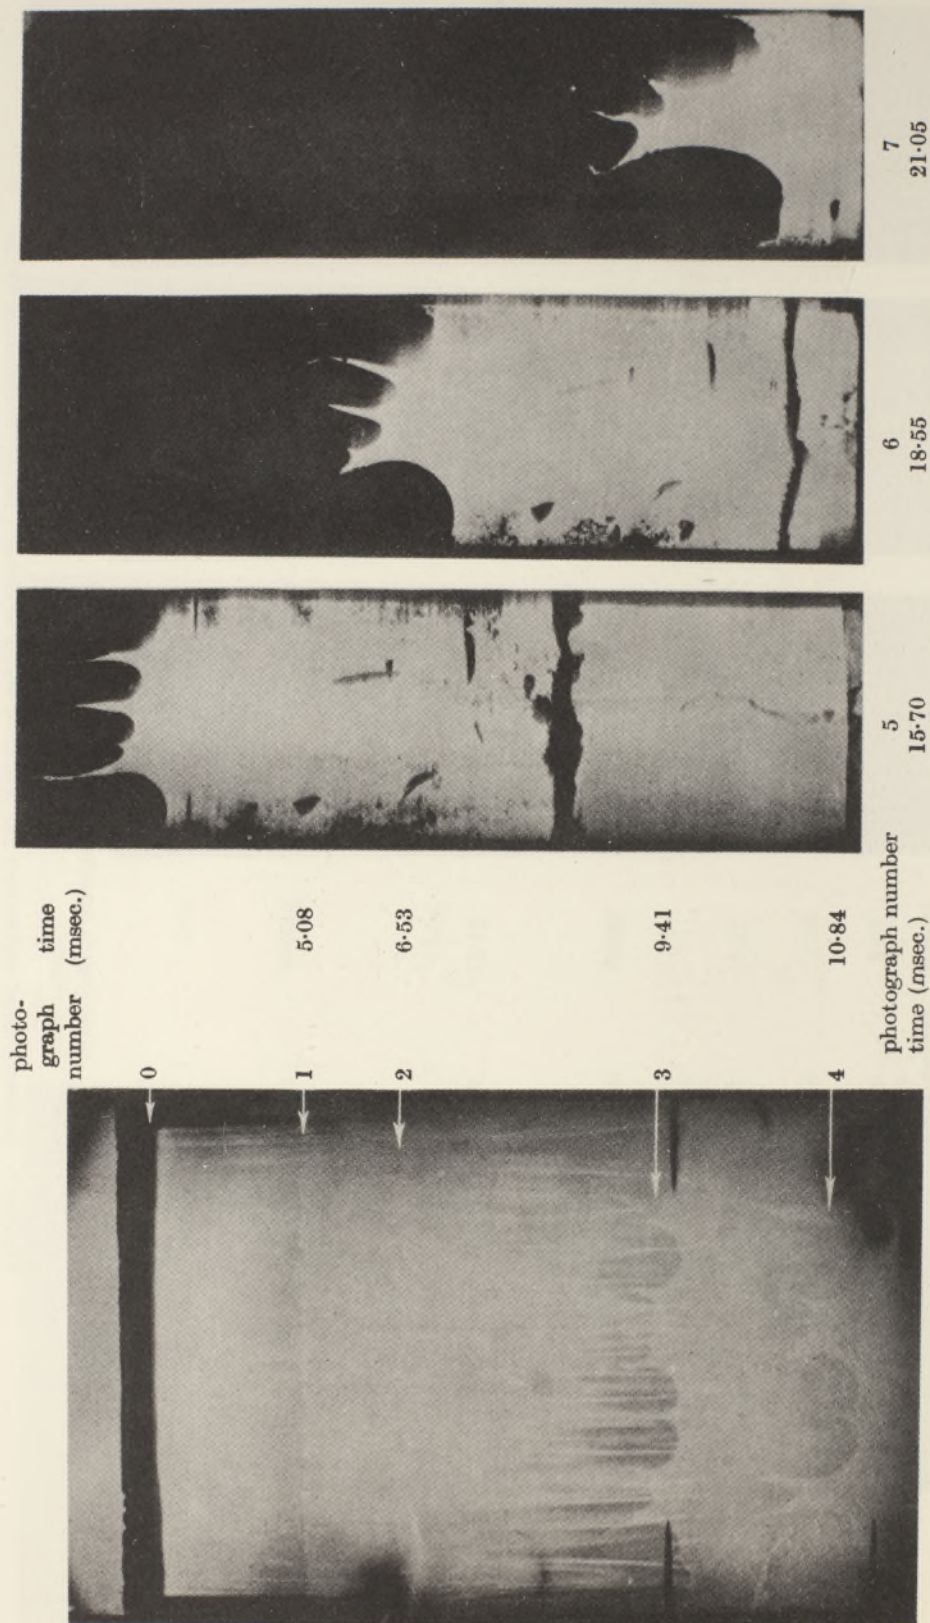 photo-
graph
number
time
(msec.)
0
1
5·08
2
6·53
3
9·41
4
10·84
photograph number
5
6
7
time (msec.)
15·70
18·55
21·05